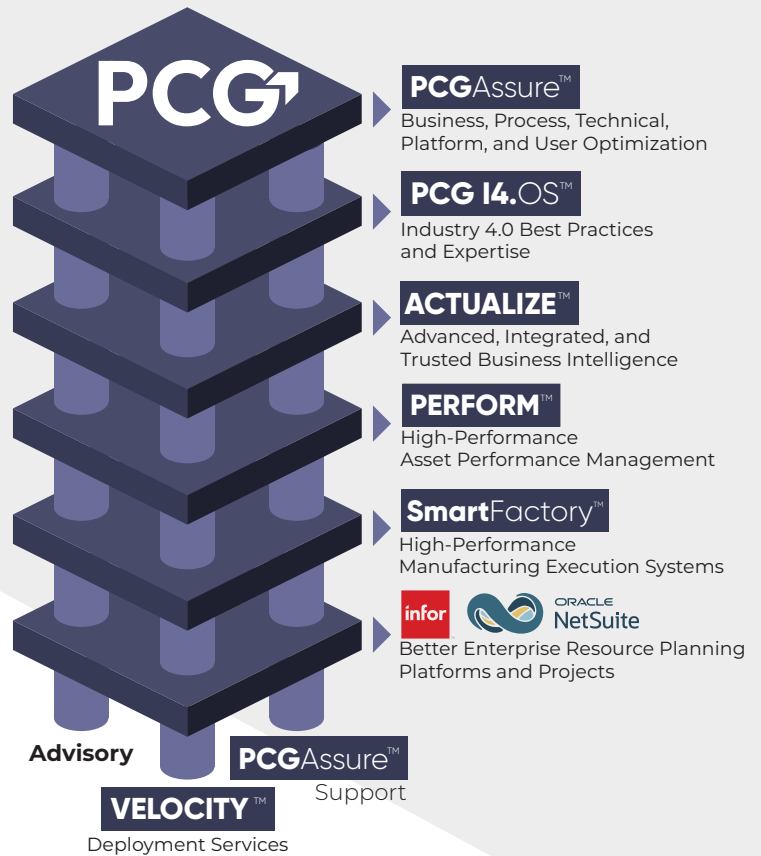 PCG
PCGAssure™
Business, Process, Technical,
Platform, and User Optimization
PCG I4.OS™
Industry 4.0 Best Practices
and Expertise
ACTUALIZE™
Advanced, Integrated, and
Trusted Business Intelligence
PERFORM™
High-Performance
Asset Performance Management
SmartFactory™
High-Performance
Manufacturing Execution Systems
infor
ORACLE
NetSuite
Better Enterprise Resource Planning
Platforms and Projects
Advisory
PCGAssure™
Support
VELOCITY™
Deployment Services